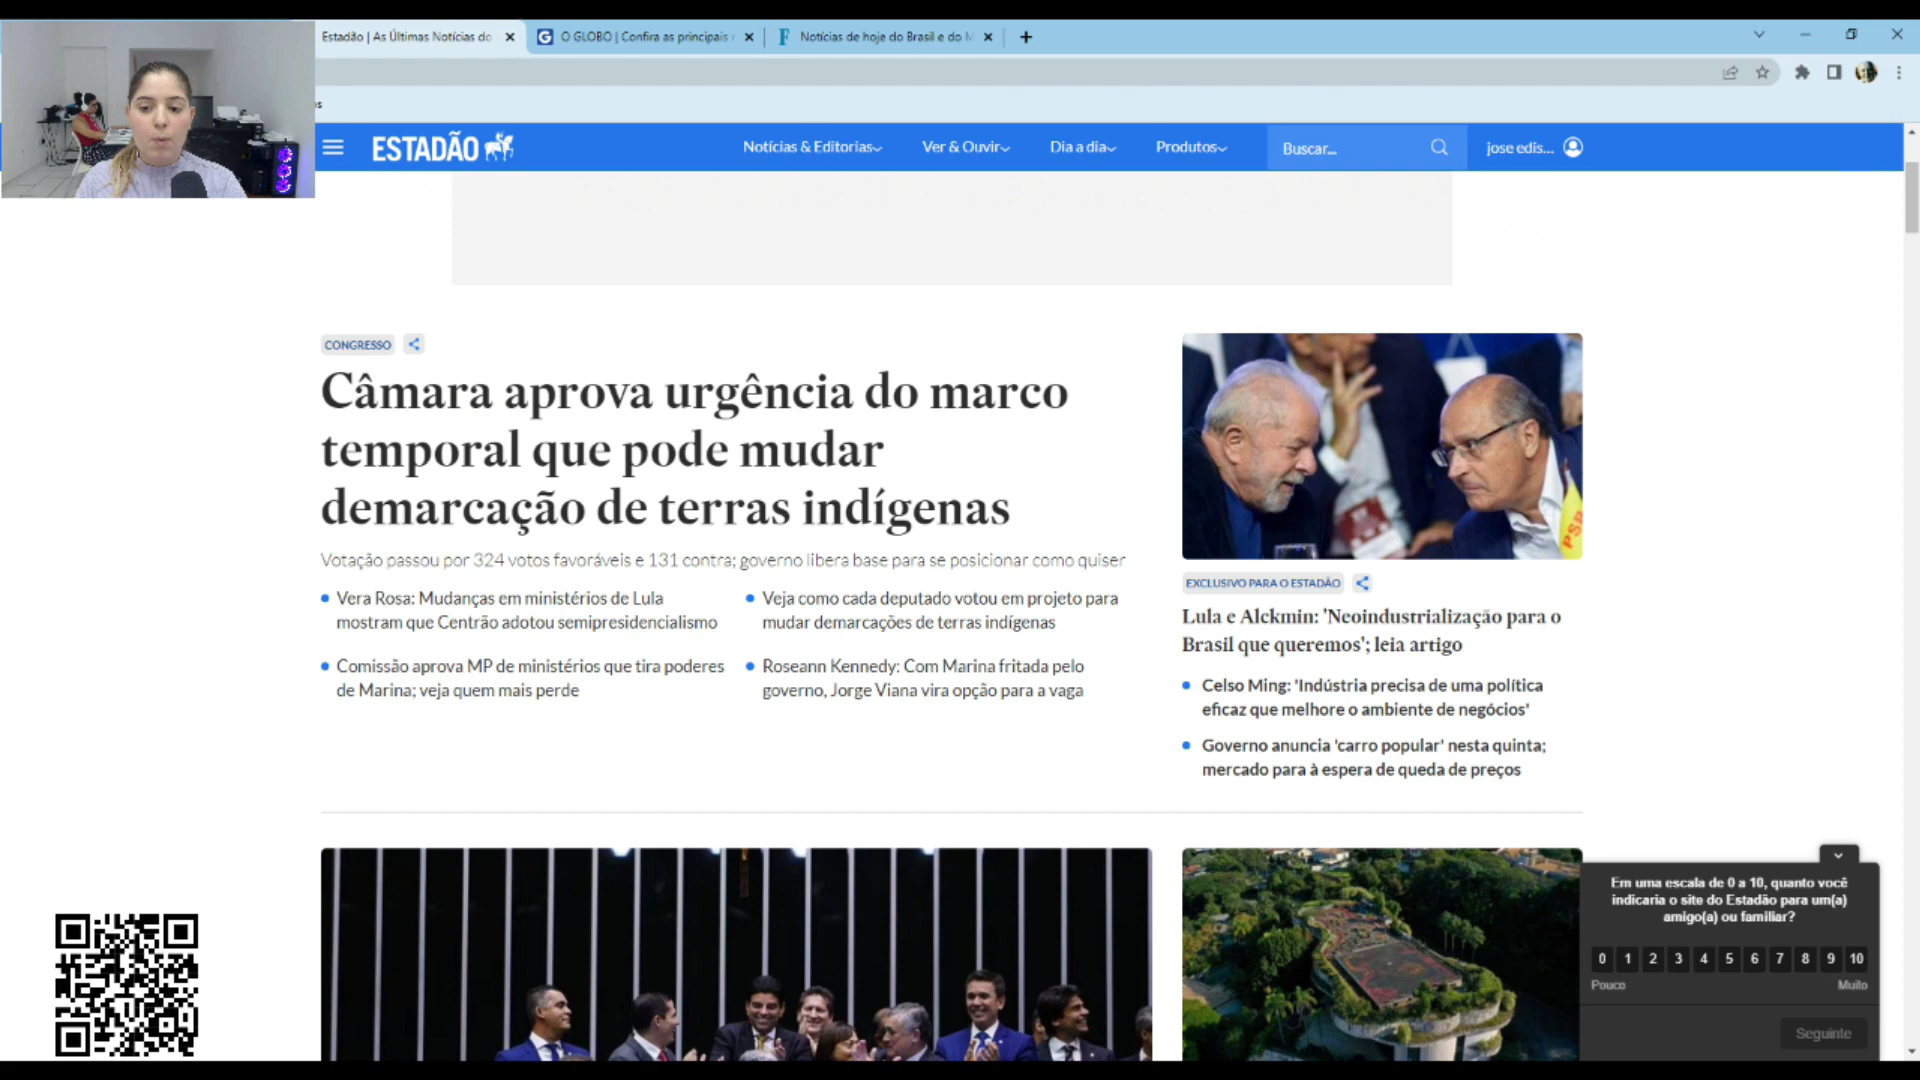 Estadão | As Últimas Notícias do
O GLOBO | Confira as principais
Notícias de hoje do Brasil e do
ESTADÃO
Notícias & Editorias
Ver & Ouvir
Dia a dia
Produtos
Buscar...
jose edis...
CONGRESSO
Câmara aprova urgência do marco
temporal que pode mudar
demarcação de terras indígenas
Votação passou por 324 votos favoráveis e 131 contra; governo libera base para se posicionar como quiser
Vera Rosa: Mudanças em ministérios de Lula
mostram que Centrão adotou semipresidencialismo
Comissão aprova MP de ministérios que tira poderes
de Marina; veja quem mais perde
Veja como cada deputado votou em projeto para
mudar demarcações de terras indígenas
Roseann Kennedy: Com Marina fritada pelo
governo, Jorge Viana vira opção para a vaga
PSB
EXCLUSIVO PARA O ESTADÃO
Lula e Alckmin: 'Neoindustrialização para o
Brasil que queremos'; leia artigo
Celso Ming: 'Indústria precisa de uma política
eficaz que melhore o ambiente de negócios'
Governo anuncia 'carro popular' nesta quinta;
mercado para à espera de queda de preços
Em uma escala de 0 a 10, quanto você
indicaria o site do Estadão para um(a)
amigo(a) ou familiar?
0 1 2 3 4 5 6 7 8 9 10
Pouco Muito
Seguinte